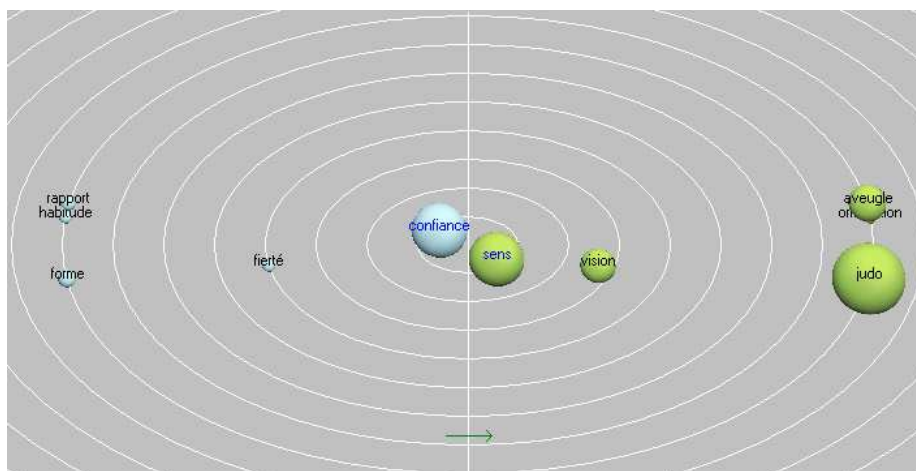 rapport
habitude
forme
fierté
confiance
sens
vision
aveugle
judo